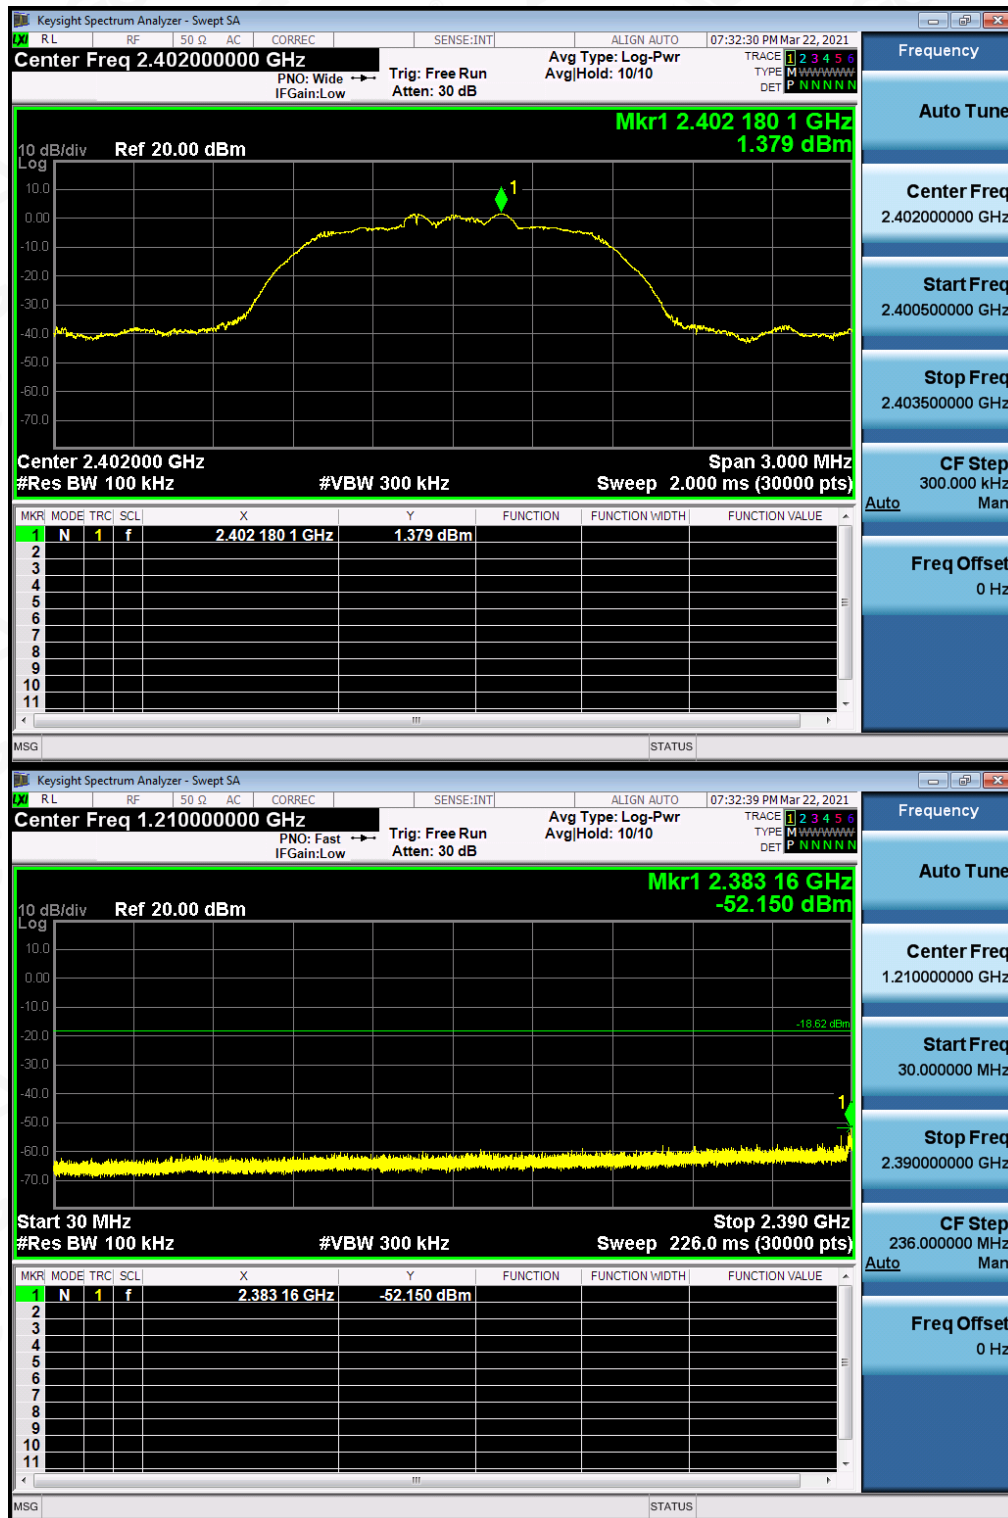 Keysight Spectrum Analyzer - Swept SA
LXI RL RF 50 Ω AC CORREC SENSE:INT ALIGN AUTO 07:32:30 PM Mar 22, 2021
Center Freq 2.402000000 GHz
PNO: Wide
IFGain:Low
Trig: Free Run
Atten: 30 dB
Avg Type: Log-Pwr
Avg|Hold: 10/10
TRACE 1 2 3 4 5 6
TYPE M WWWWW
DET P N N N N N
Mkr1 2.402 180 1 GHz
1.379 dBm
10 dB/div Ref 20.00 dBm
Log
10.0
1
0.00
-10.0
-20.0
-30.0
-40.0
-50.0
-60.0
-70.0
Center 2.402000 GHz Span 3.000 MHz
#Res BW 100 kHz #VBW 300 kHz Sweep 2.000 ms (30000 pts)
MKR MODE TRC SCL X Y FUNCTION FUNCTION WIDTH FUNCTION VALUE
1 N 1 f 2.402 180 1 GHz 1.379 dBm
2
3
4
5
6
7
8
9
10
11
MSG STATUS
Frequency
Auto Tune
Center Freq
2.402000000 GHz
Start Freq
2.400500000 GHz
Stop Freq
2.403500000 GHz
CF Step
300.000 kHz
Auto Man
Freq Offset
0 Hz
Keysight Spectrum Analyzer - Swept SA
LXI RL RF 50 Ω AC CORREC SENSE:INT ALIGN AUTO 07:32:39 PM Mar 22, 2021
Center Freq 1.210000000 GHz
PNO: Fast
IFGain:Low
Trig: Free Run
Atten: 30 dB
Avg Type: Log-Pwr
Avg|Hold: 10/10
TRACE 1 2 3 4 5 6
TYPE M WWWWW
DET P N N N N N
Mkr1 2.383 16 GHz
-52.150 dBm
10 dB/div Ref 20.00 dBm
Log
10.0
0.00
-10.0
-18.62 dBm
-20.0
-30.0
-40.0
1
-50.0
-60.0
-70.0
Start 30 MHz Stop 2.390 GHz
#Res BW 100 kHz #VBW 300 kHz Sweep 226.0 ms (30000 pts)
MKR MODE TRC SCL X Y FUNCTION FUNCTION WIDTH FUNCTION VALUE
1 N 1 f 2.383 16 GHz -52.150 dBm
2
3
4
5
6
7
8
9
10
11
MSG STATUS
Frequency
Auto Tune
Center Freq
1.210000000 GHz
Start Freq
30.000000 MHz
Stop Freq
2.390000000 GHz
CF Step
236.000000 MHz
Auto Man
Freq Offset
0 Hz